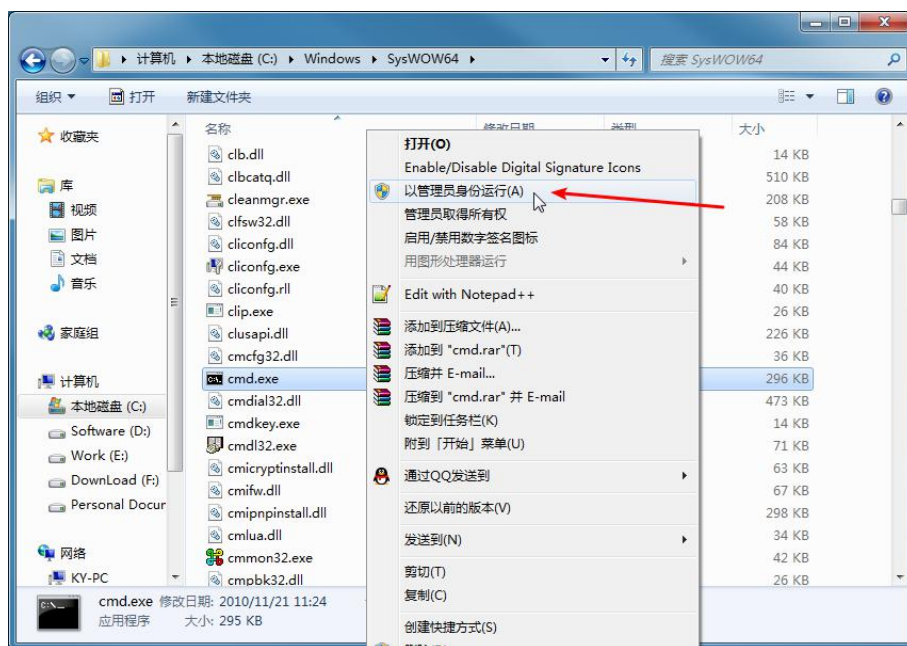 计算机 ▸ 本地磁盘 (C:) ▸ Windows ▸ SysWOW64 ▸
搜索 SysWOW64
组织 打开 新建文件夹
收藏夹
库
视频
图片
文档
音乐
家庭组
计算机
本地磁盘 (C:)
Software (D:)
Work (E:)
DownLoad (F:)
Personal Docur
网络
KY-PC
名称 修改日期 类型 大小
clb.dll 14 KB
clbcatq.dll 510 KB
cleanmgr.exe 208 KB
clfsw32.dll 58 KB
cliconfg.dll 84 KB
cliconfg.exe 44 KB
cliconfg.rll 40 KB
clip.exe 26 KB
clusapi.dll 226 KB
cmcfg32.dll 36 KB
cmd.exe 296 KB
cmdial32.dll 473 KB
cmdkey.exe 14 KB
cmdl32.exe 71 KB
cmicryptinstall.dll 63 KB
cmifw.dll 67 KB
cmipnpinstall.dll 298 KB
cmlua.dll 34 KB
cmmon32.exe 42 KB
cmpbk32.dll 26 KB
打开(O)
Enable/Disable Digital Signature Icons
以管理员身份运行(A)
管理员取得所有权
启用/禁用数字签名图标
用图形处理器运行
Edit with Notepad++
添加到压缩文件(A)...
添加到 "cmd.rar"(T)
压缩并 E-mail...
压缩到 "cmd.rar" 并 E-mail
锁定到任务栏(K)
附到「开始」菜单(U)
通过QQ发送到
还原以前的版本(V)
发送到(N)
剪切(T)
复制(C)
创建快捷方式(S)
cmd.exe 修改日期: 2010/11/21 11:24
应用程序 大小: 295 KB